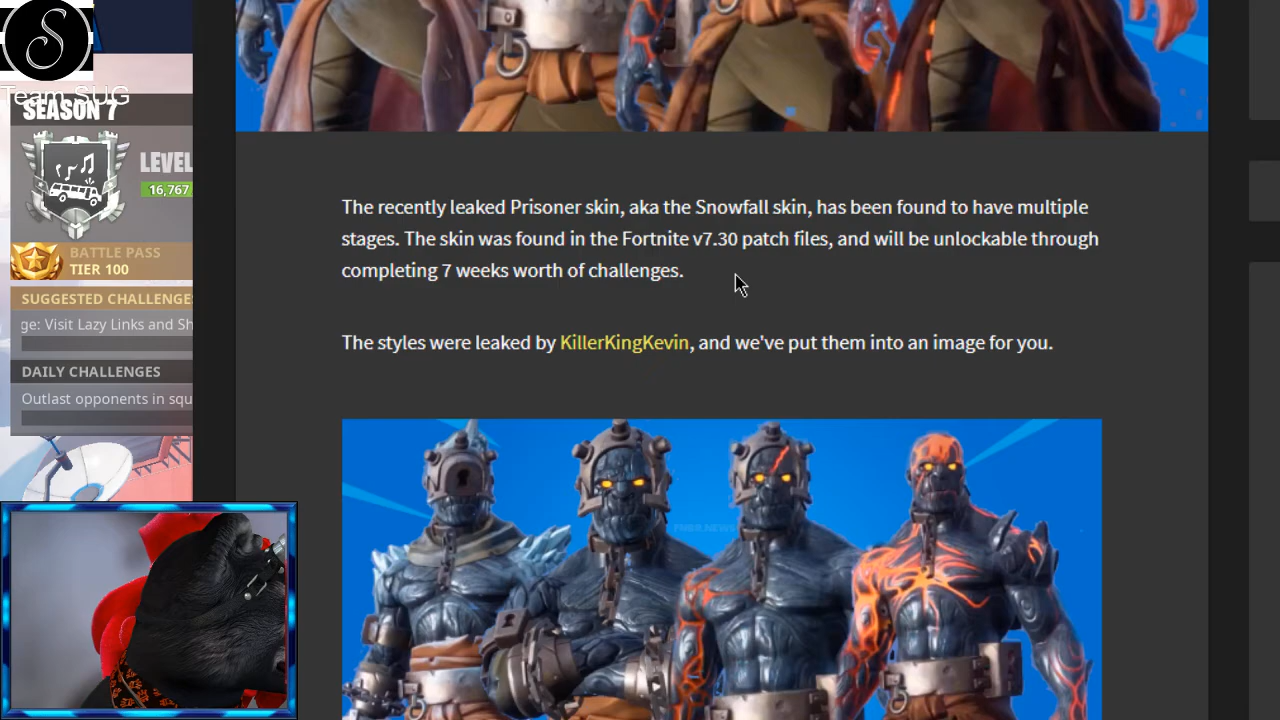 S
Team SUG
SEASON 7
LEVEL
16,767
BATTLE PASS
TIER 100
SUGGESTED CHALLENGES
ge: Visit Lazy Links and Sh
DAILY CHALLENGES
Outlast opponents in squ
The recently leaked Prisoner skin, aka the Snowfall skin, has been found to have multiple
stages. The skin was found in the Fortnite v7.30 patch files, and will be unlockable through
completing 7 weeks worth of challenges.
The styles were leaked by KillerKingKevin, and we've put them into an image for you.